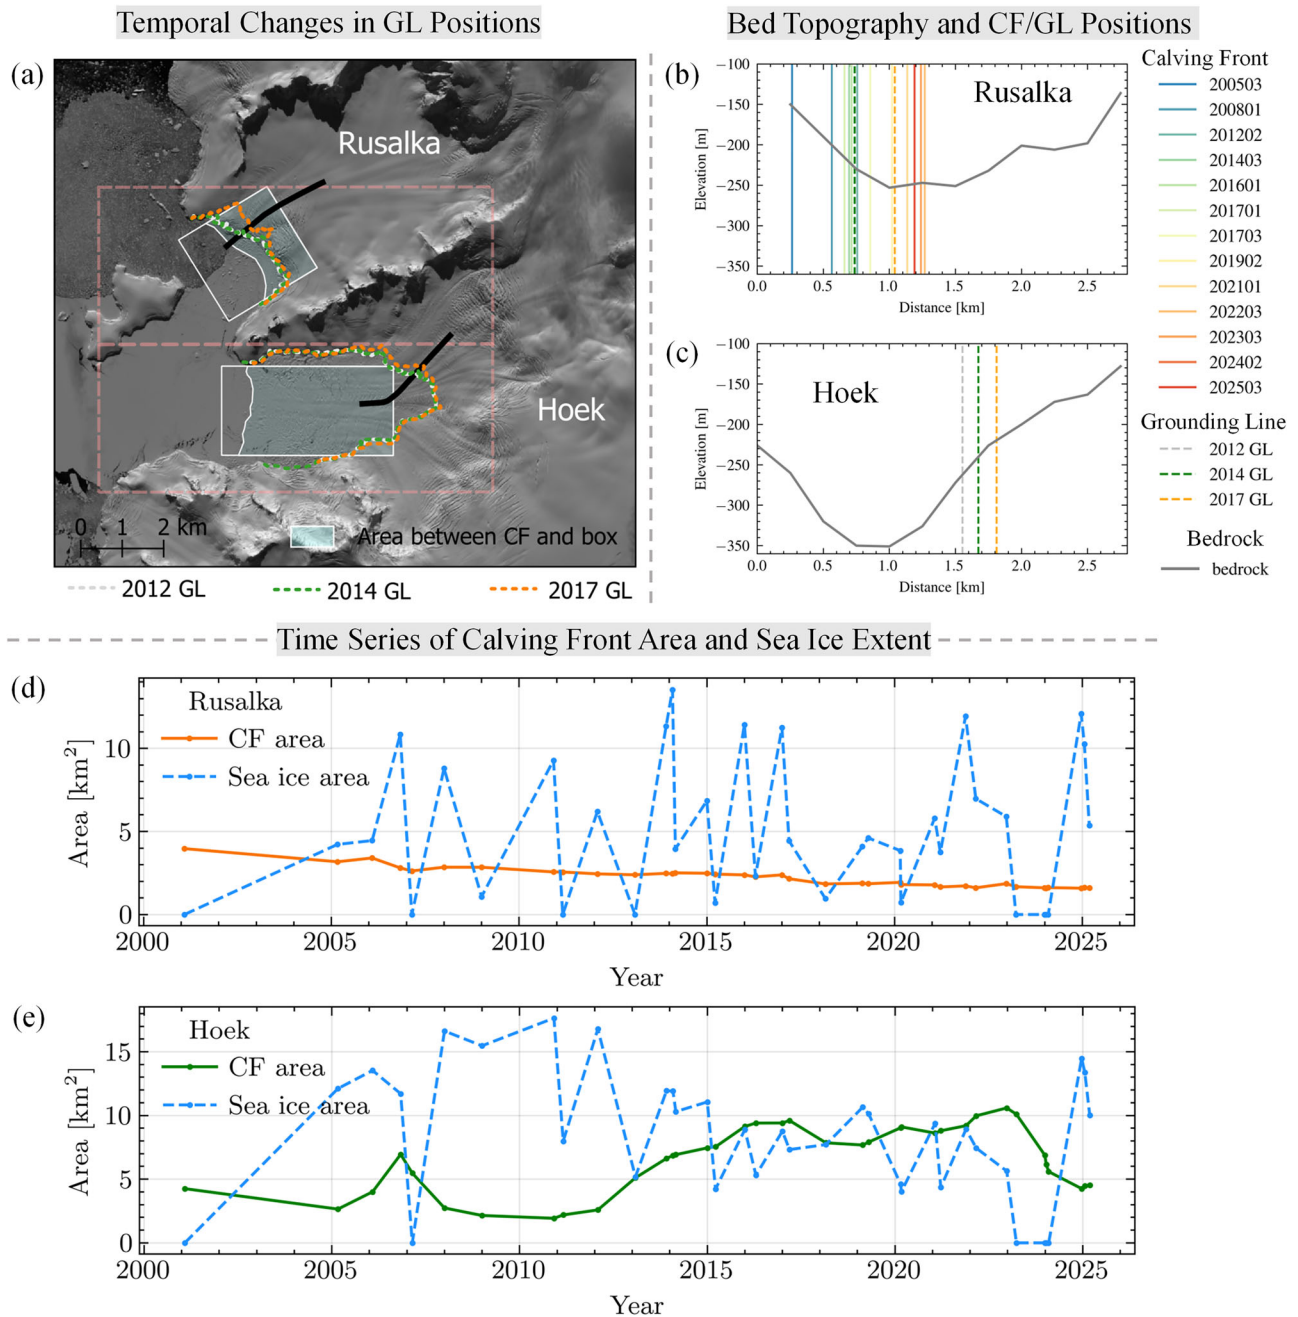 Temporal Changes in GL Positions
Bed Topography and CF/GL Positions
(a)
Rusalka
Hoek
0 1 2 km
Area between CF and box
2012 GL 2014 GL 2017 GL
(b)
Rusalka
−100
−150
−200
−250
−300
−350
Elevation [m]
0.0 0.5 1.0 1.5 2.0 2.5
Distance [km]
(c)
Hoek
−100
−150
−200
−250
−300
−350
Elevation [m]
0.0 0.5 1.0 1.5 2.0 2.5
Distance [km]
Calving Front
200503
200801
201202
201403
201601
201701
201703
201902
202101
202203
202303
202402
202503
Grounding Line
2012 GL
2014 GL
2017 GL
Bedrock
bedrock
Time Series of Calving Front Area and Sea Ice Extent
(d)
Rusalka
CF area
Sea ice area
10
5
0
Area [km²]
2000 2005 2010 2015 2020 2025
Year
(e)
Hoek
CF area
Sea ice area
15
10
5
0
Area [km²]
2000 2005 2010 2015 2020 2025
Year